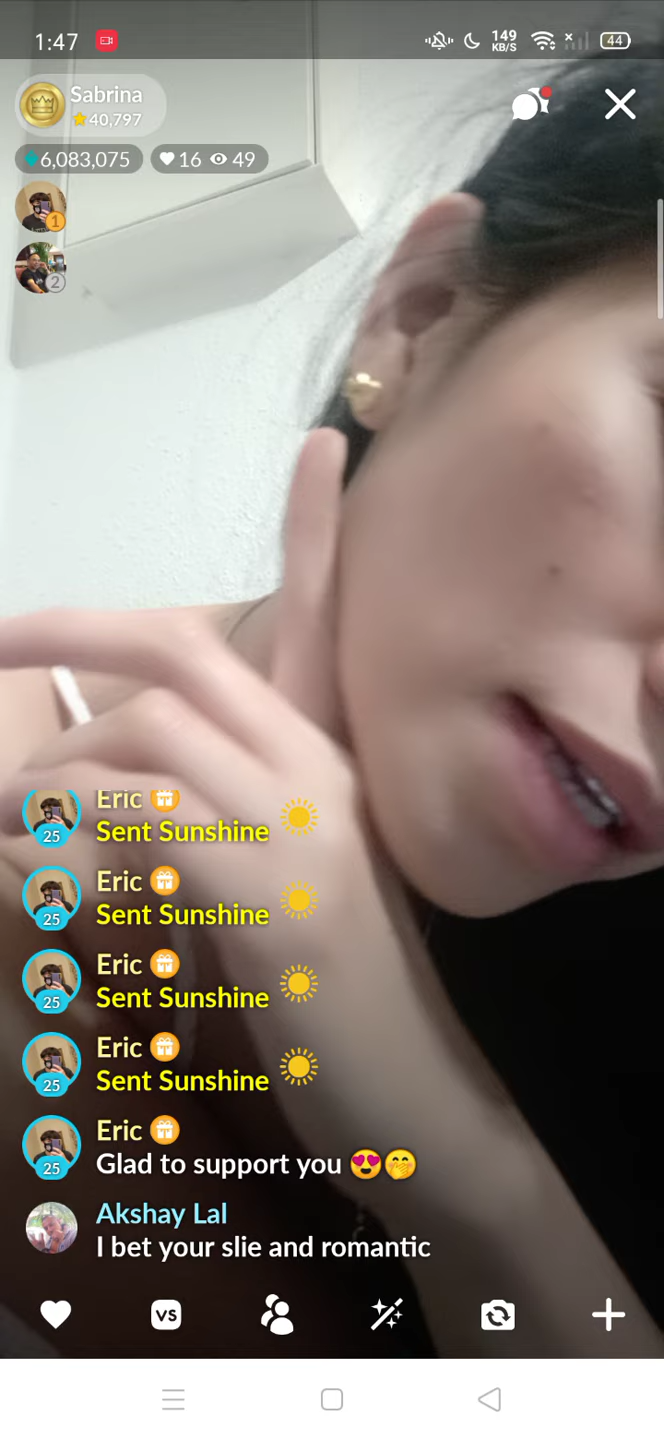 1:47
149
KB/S
44
Sabrina
40,797
6,083,075
16
49
1
2
Eric
Sent Sunshine
25
Eric
Sent Sunshine
25
Eric
Sent Sunshine
25
Eric
Sent Sunshine
25
Eric
Glad to support you 😍🤭
25
Akshay Lal
I bet your slie and romantic
VS